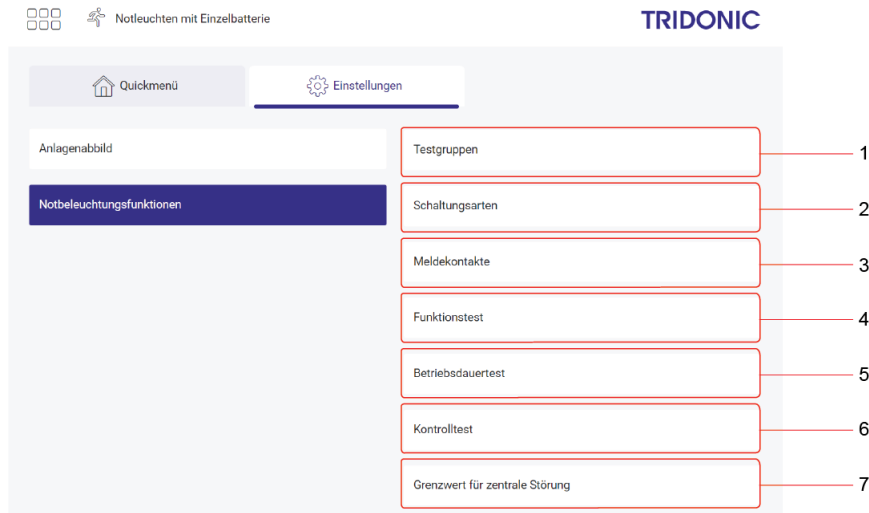 Notleuchten mit Einzelbatterie
TRIDONIC
Quickmenü
Einstellungen
Anlagenabbild
Testgruppen
1
Notbeleuchtungsfunktionen
Schaltungsarten
2
Meldekontakte
3
Funktionstest
4
Betriebsdauertest
5
Kontrolltest
6
Grenzwert für zentrale Störung
7